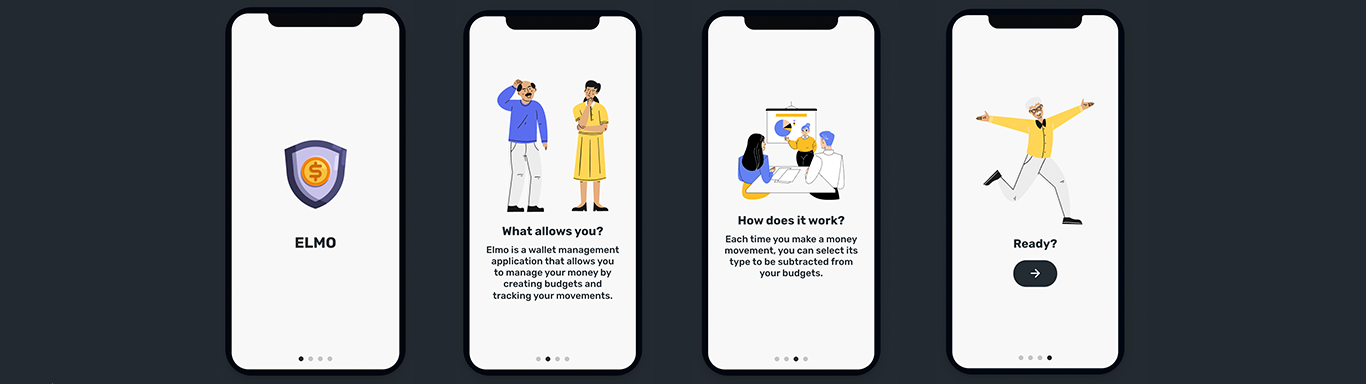 ELMO
What allows you?
Elmo is a wallet management
application that allows you
to manage your money by
creating budgets and
tracking your movements.
How does it work?
Each time you make a money
movement, you can select its
type to be subtracted from
your budgets.
Ready?